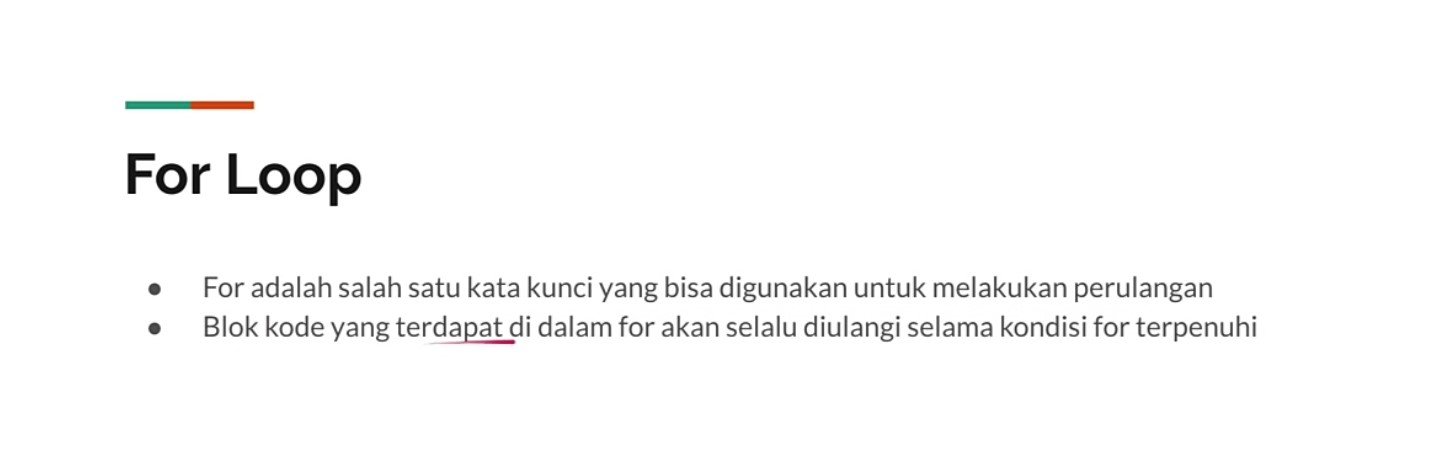 For Loop
● For adalah salah satu kata kunci yang bisa digunakan untuk melakukan perulangan
● Blok kode yang terdapat di dalam for akan selalu diulangi selama kondisi for terpenuhi